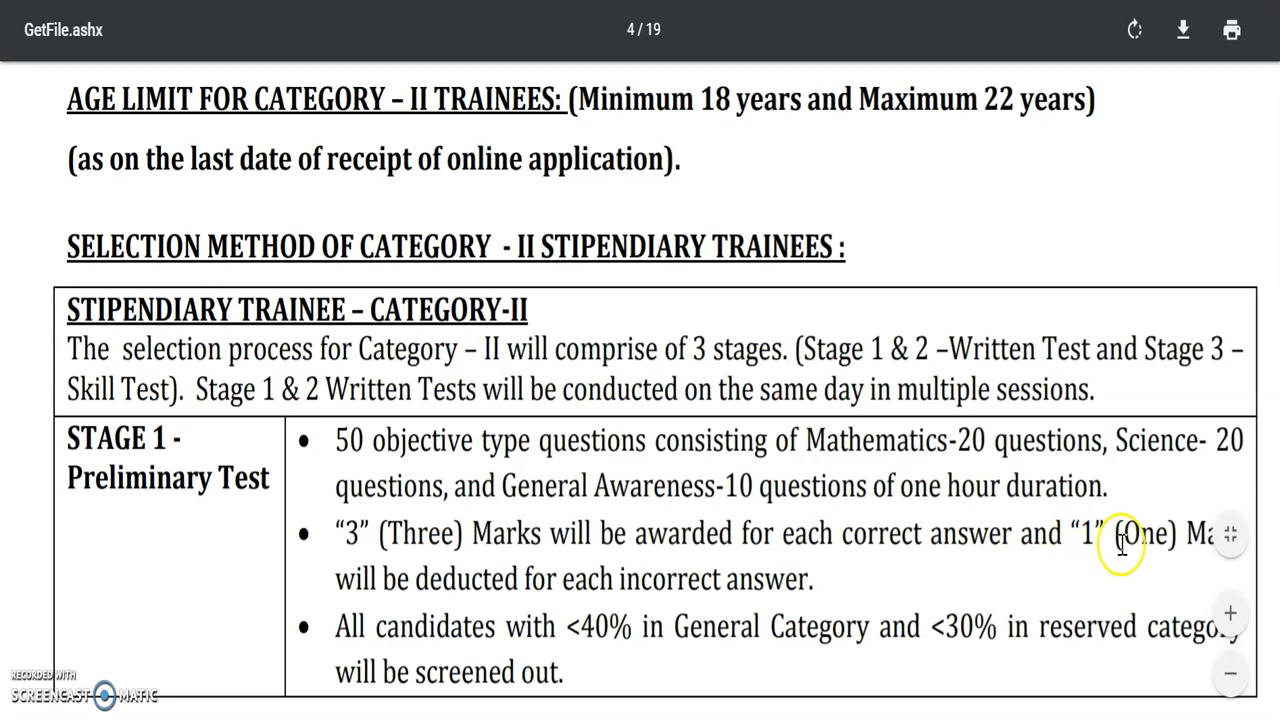 GetFile.ashx
4 / 19
AGE LIMIT FOR CATEGORY – II TRAINEES: (Minimum 18 years and Maximum 22 years)
(as on the last date of receipt of online application).
SELECTION METHOD OF CATEGORY - II STIPENDIARY TRAINEES :
STIPENDIARY TRAINEE – CATEGORY-II
The selection process for Category – II will comprise of 3 stages. (Stage 1 & 2 –Written Test and Stage 3 –
Skill Test). Stage 1 & 2 Written Tests will be conducted on the same day in multiple sessions.
STAGE 1 -
Preliminary Test
• 50 objective type questions consisting of Mathematics-20 questions, Science- 20
questions, and General Awareness-10 questions of one hour duration.
• “3” (Three) Marks will be awarded for each correct answer and “1” (One)
will be deducted for each incorrect answer.
• All candidates with <40% in General Category and <30% in reserved category
will be screened out.
RECORDED WITH
SCREENCAST MATIC